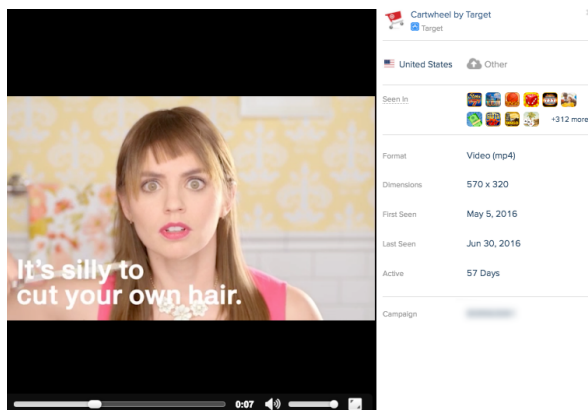 It's silly to
cut your own hair.
0:07
Cartwheel by Target
Target
United States
Other
Seen In
+312 more
Format
Video (mp4)
Dimensions
570 x 320
First Seen
May 5, 2016
Last Seen
Jun 30, 2016
Active
57 Days
Campaign